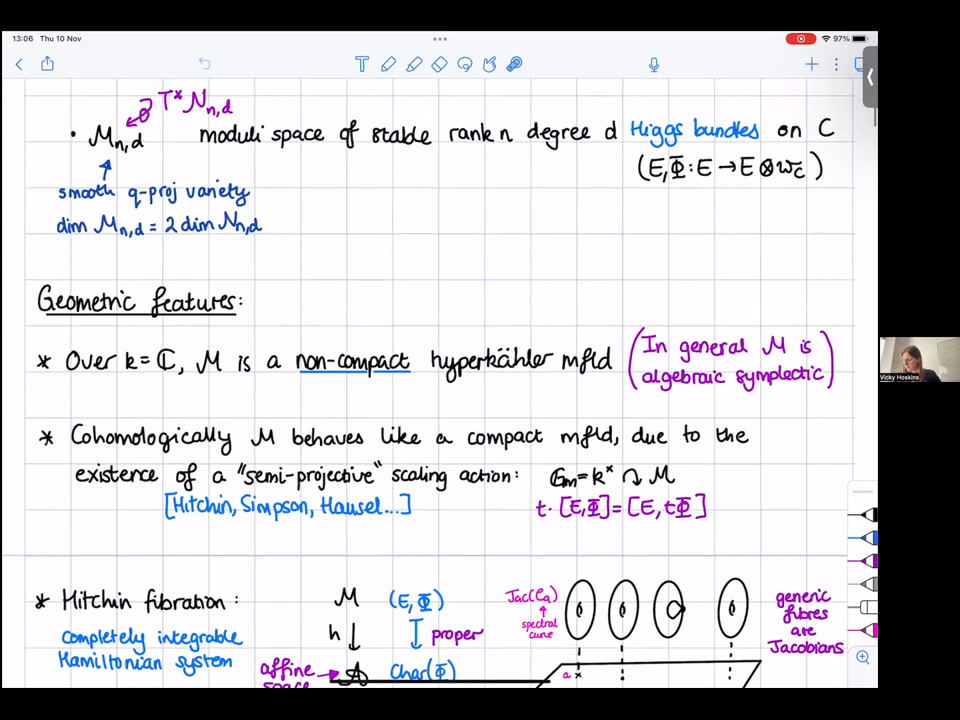 13:06 Thu 10 Nov
97%
T* N_{n,d}
• M_{n,d} moduli space of stable rank n degree d Higgs bundles on C
(E, Φ : E → E ⊗ ω_C)
smooth q-proj variety
dim M_{n,d} = 2 dim N_{n,d}
Geometric features:
* Over k = ℂ, M is a non-compact hyperkähler mfld
(In general M is
algebraic symplectic)
* Cohomologically M behaves like a compact mfld, due to the
existence of a "semi-projective" scaling action: 𝔾m = k^× ↷ M
[Hitchin, Simpson, Hausel...]
t · [E, Φ] = [E, tΦ]
* Hitchin fibration:
completely integrable
Hamiltonian system
M (E, Φ)
h ↓ proper
affine
space
A Char(Φ)
Jac(C_a)
↑
spectral
curve
a ×
generic
fibres
are
Jacobians
Vicky Hoskins